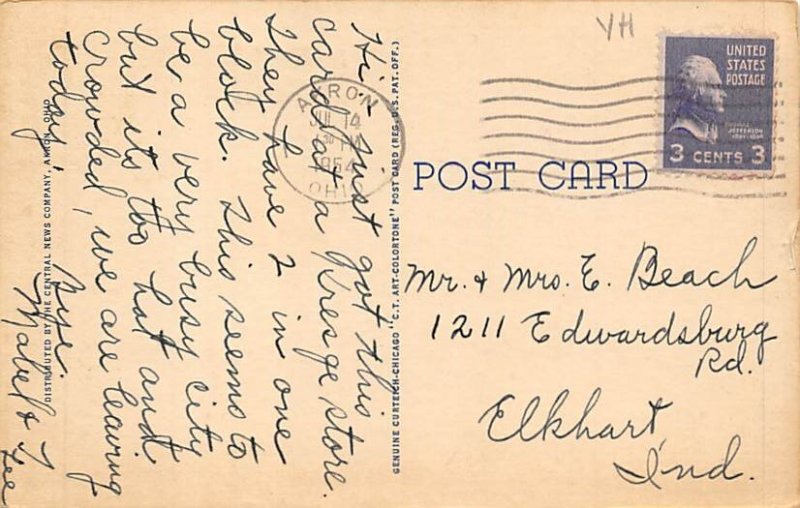 YH
UNITED
STATES
POSTAGE
JEFFERSON
3 CENTS 3
AKRON
JUL 14
1954
OHIO
POST CARD
Hi - just got this
card at a Kresge store.
They have 2 in one
block. This seems to
be a very busy city
but its too hot and
crowded, we are leaving
today.
Bye.
Mabel &
Lee
Mr. & Mrs. E. Beach
1211 Edwardsburg
Rd.
Elkhart,
Ind.
GENUINE CURTEICH-CHICAGO "C.T. ART-COLORTONE" POST CARD (REG. U.S. PAT. OFF.)
DISTRIBUTED BY THE CENTRAL NEWS COMPANY, AKRON, OHIO